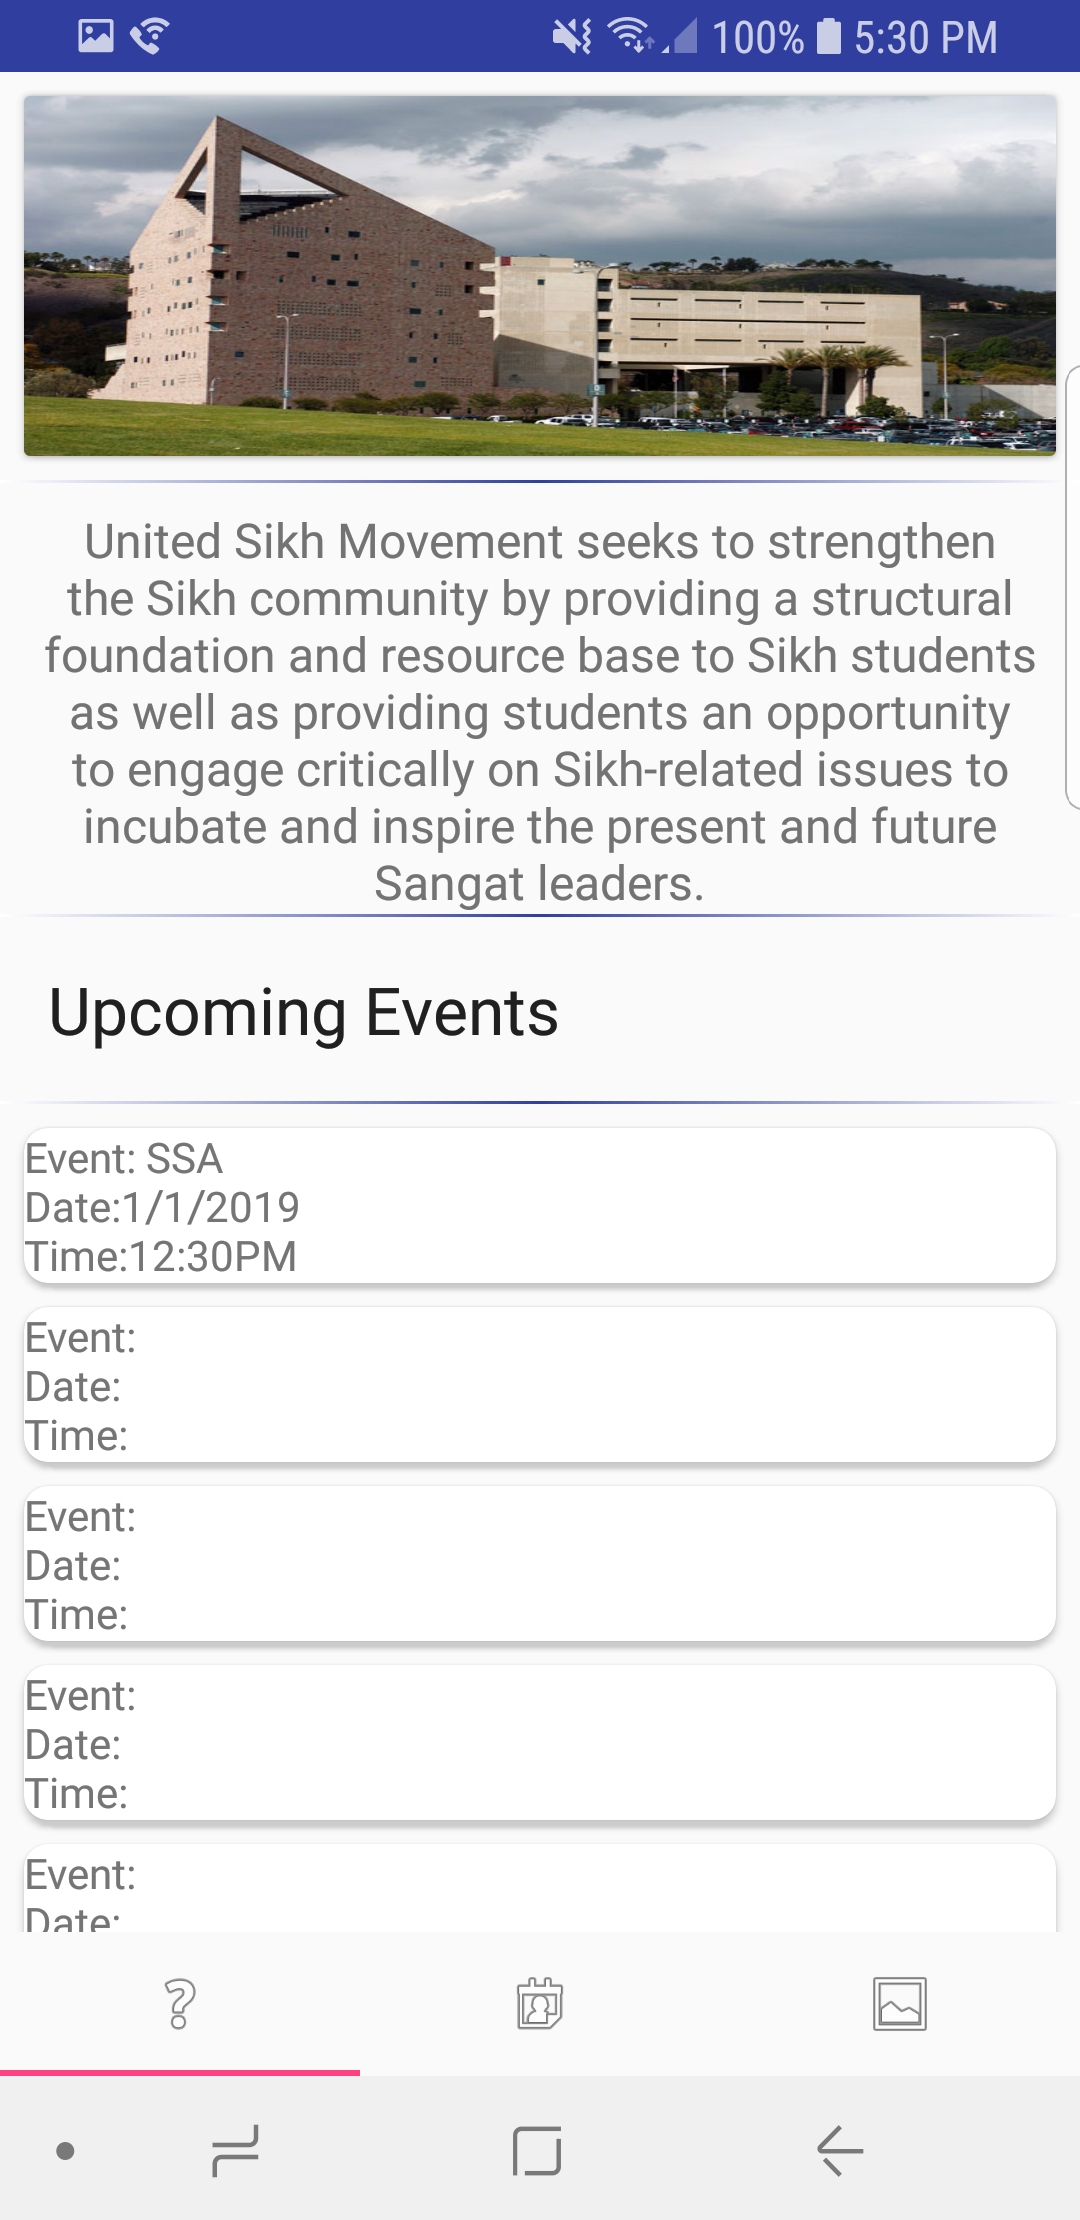 100% 5:30 PM
United Sikh Movement seeks to strengthen
the Sikh community by providing a structural
foundation and resource base to Sikh students
as well as providing students an opportunity
to engage critically on Sikh-related issues to
incubate and inspire the present and future
Sangat leaders.
Upcoming Events
Event: SSA
Date:1/1/2019
Time:12:30PM
Event:
Date:
Time:
Event:
Date:
Time:
Event:
Date:
Time:
Event:
Date: